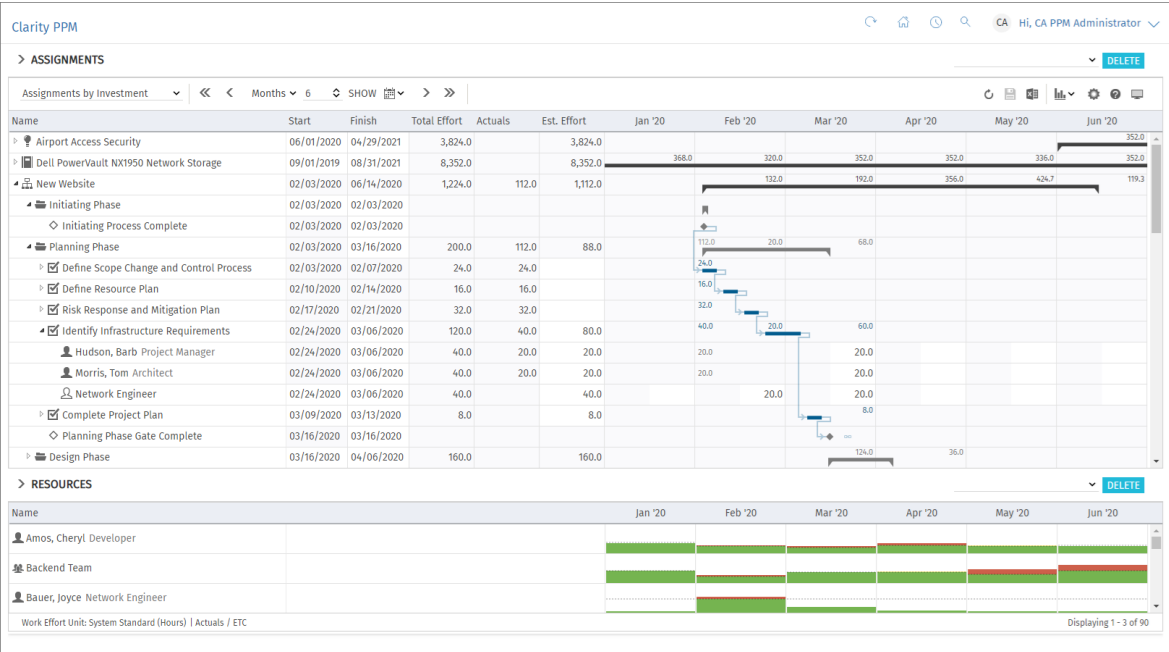 Clarity PPM CA Hi, CA PPM Administrator
ASSIGNMENTS DELETE
Assignments by Investment Months 6 SHOW
Name Start Finish Total Effort Actuals Est. Effort Jan '20 Feb '20 Mar '20 Apr '20 May '20 Jun '20
Airport Access Security 06/01/2020 04/29/2021 3,824.0 3,824.0 352.0
Dell PowerVault NX1950 Network Storage 09/01/2019 08/31/2021 8,352.0 8,352.0 368.0 320.0 352.0 352.0 336.0 352.0
New Website 02/03/2020 06/14/2020 1,224.0 112.0 1,112.0 132.0 192.0 356.0 424.7 119.3
Initiating Phase 02/03/2020 02/03/2020
Initiating Process Complete 02/03/2020 02/03/2020
Planning Phase 02/03/2020 03/16/2020 200.0 112.0 88.0 112.0 20.0 68.0
Define Scope Change and Control Process 02/03/2020 02/07/2020 24.0 24.0 24.0
Define Resource Plan 02/10/2020 02/14/2020 16.0 16.0 16.0
Risk Response and Mitigation Plan 02/17/2020 02/21/2020 32.0 32.0 32.0
Identify Infrastructure Requirements 02/24/2020 03/06/2020 120.0 40.0 80.0 40.0 20.0 60.0
Hudson, Barb Project Manager 02/24/2020 03/06/2020 40.0 20.0 20.0 20.0 20.0
Morris, Tom Architect 02/24/2020 03/06/2020 40.0 20.0 20.0 20.0 20.0
Network Engineer 02/24/2020 03/06/2020 40.0 40.0 20.0 20.0
Complete Project Plan 03/09/2020 03/13/2020 8.0 8.0 8.0
Planning Phase Gate Complete 03/16/2020 03/16/2020
Design Phase 03/16/2020 04/06/2020 160.0 160.0 124.0 36.0
RESOURCES DELETE
Name Jan '20 Feb '20 Mar '20 Apr '20 May '20 Jun '20
Amos, Cheryl Developer
Backend Team
Bauer, Joyce Network Engineer
Work Effort Unit: System Standard (Hours) | Actuals / ETC Displaying 1 - 3 of 90